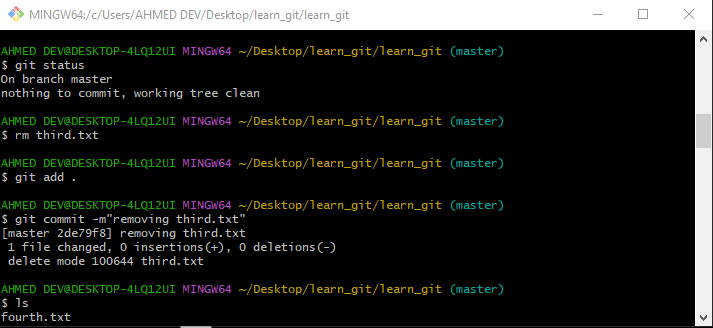 MINGW64:/c/Users/AHMED DEV/Desktop/learn_git/learn_git
AHMED DEV@DESKTOP-4LQ12UI MINGW64 ~/Desktop/learn_git/learn_git (master)
$ git status
On branch master
nothing to commit, working tree clean
AHMED DEV@DESKTOP-4LQ12UI MINGW64 ~/Desktop/learn_git/learn_git (master)
$ rm third.txt
AHMED DEV@DESKTOP-4LQ12UI MINGW64 ~/Desktop/learn_git/learn_git (master)
$ git add .
AHMED DEV@DESKTOP-4LQ12UI MINGW64 ~/Desktop/learn_git/learn_git (master)
$ git commit -m"removing third.txt"
[master 2de79f8] removing third.txt
 1 file changed, 0 insertions(+), 0 deletions(-)
 delete mode 100644 third.txt
AHMED DEV@DESKTOP-4LQ12UI MINGW64 ~/Desktop/learn_git/learn_git (master)
$ ls
fourth.txt